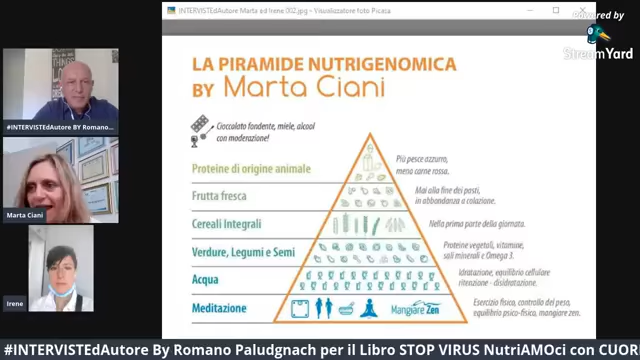 INTERVISTEdAutore Marta ed Irene 002.jpg - Visualizzatore foto Picasa
Powered by
StreamYard
LA PIRAMIDE NUTRIGENOMICA
BY Marta Ciani
Cioccolato fondente, miele, alcool
con moderazione!
Proteine di origine animale
Più pesce azzurro,
meno carne rossa.
Frutta fresca
Mai alla fine dei pasti,
in abbandanza a colazione.
Cereali Integrali
Nella prima parte della giornata.
Verdure, Legumi e Semi
Proteine vegetali, vitamine,
sali minerali e Omega 3.
Acqua
Idratazione, equilibrio cellulare
ritenzione - disidratazione.
Meditazione
Mangiare Zen
Esercizio fisico, controllo del peso,
equilibrio psico-fisico, mangiare zen.
#INTERVISTEdAutore BY Romano...
Marta Ciani
Irene
#INTERVISTEdAutore By Romano Paludgnach per il Libro STOP VIRUS NutriAMOci con CUOR